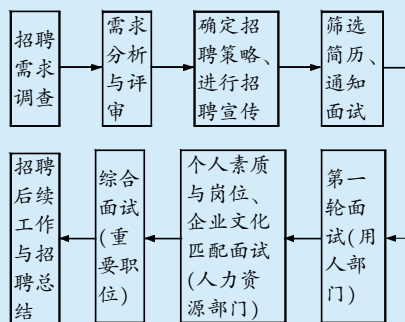 招聘
需求
调查
需求
分析
与评
审
确定招
聘策略、
进行招
聘宣传
筛选
简历、
通知
面试
第一
轮面
试(用
人部
门)
个人素质
与岗位、
企业文化
匹配面试
(人力资
源部门)
综合
面试
(重
要职
位)
招聘
后续
工作
与招
聘总
结